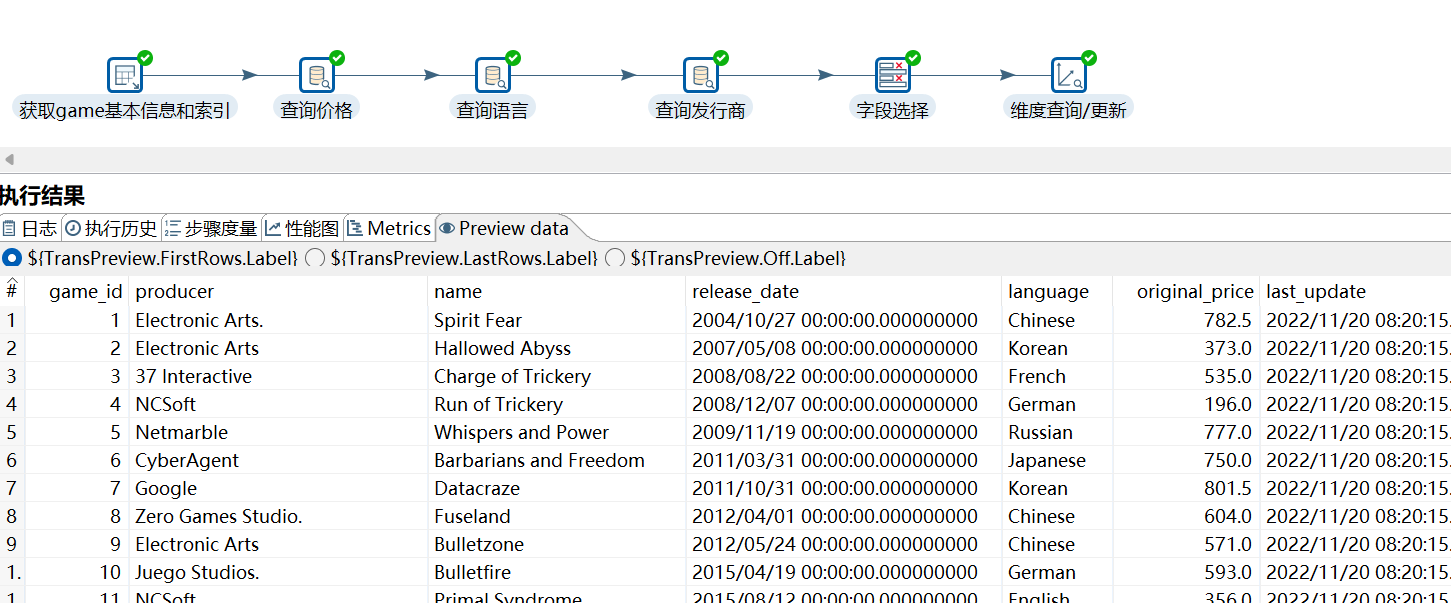 获取game基本信息和索引 查询价格 查询语言 查询发行商 字段选择 维度查询/更新
执行结果
日志 执行历史 步骤度量 性能图 Metrics Preview data
${TransPreview.FirstRows.Label} ${TransPreview.LastRows.Label} ${TransPreview.Off.Label}
# game_id producer name release_date language original_price last_update
1 1 Electronic Arts. Spirit Fear 2004/10/27 00:00:00.000000000 Chinese 782.5 2022/11/20 08:20:15.
2 2 Electronic Arts Hallowed Abyss 2007/05/08 00:00:00.000000000 Korean 373.0 2022/11/20 08:20:15.
3 3 37 Interactive Charge of Trickery 2008/08/22 00:00:00.000000000 French 535.0 2022/11/20 08:20:15.
4 4 NCSoft Run of Trickery 2008/12/07 00:00:00.000000000 German 196.0 2022/11/20 08:20:15.
5 5 Netmarble Whispers and Power 2009/11/19 00:00:00.000000000 Russian 777.0 2022/11/20 08:20:15.
6 6 CyberAgent Barbarians and Freedom 2011/03/31 00:00:00.000000000 Japanese 750.0 2022/11/20 08:20:15.
7 7 Google Datacraze 2011/10/31 00:00:00.000000000 Korean 801.5 2022/11/20 08:20:15.
8 8 Zero Games Studio. Fuseland 2012/04/01 00:00:00.000000000 Chinese 604.0 2022/11/20 08:20:15.
9 9 Electronic Arts Bulletzone 2012/05/24 00:00:00.000000000 Chinese 571.0 2022/11/20 08:20:15.
1. 10 Juego Studios. Bulletfire 2015/04/19 00:00:00.000000000 German 593.0 2022/11/20 08:20:15.
1 11 NCSoft Primal Syndrome 2015/08/12 00:00:00.000000000 English 356.0 2022/11/20 08:20:15.